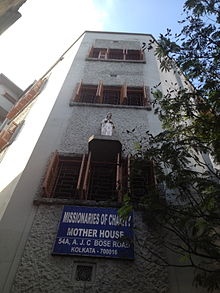 MISSIONARIES OF CHARITY
MOTHER HOUSE
54A, A. J. C BOSE ROAD
KOLKATA - 700016